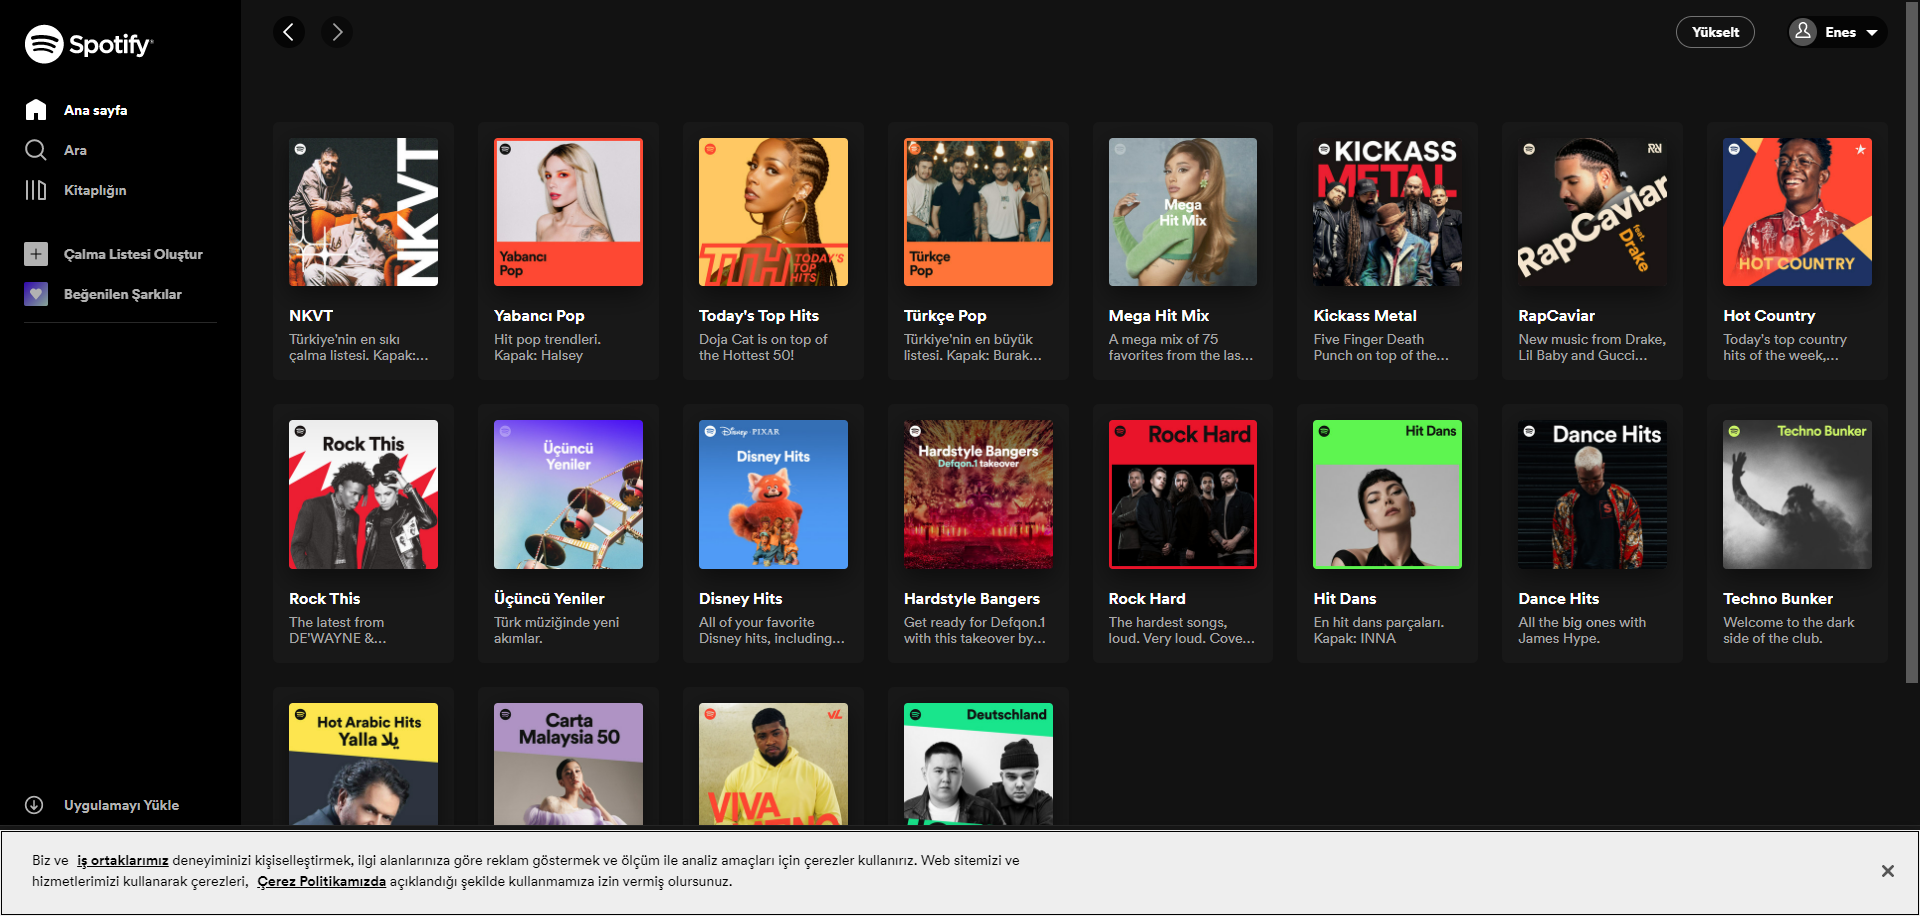 Spotify
Yükselt
Enes
Ana sayfa
Ara
Kitaplığın
Çalma Listesi Oluştur
Beğenilen Şarkılar
Uygulamayı Yükle
NKVT
NKVT
Türkiye'nin en sıkı
çalma listesi. Kapak:...
Yabancı
Pop
Yabancı Pop
Hit pop trendleri.
Kapak: Halsey
TTH TODAY'S
TOP
HITS
Today's Top Hits
Doja Cat is on top of
the Hottest 50!
Türkçe
Pop
Türkçe Pop
Türkiye'nin en büyük
listesi. Kapak: Burak...
Mega
Hit Mix
Mega Hit Mix
A mega mix of 75
favorites from the las...
KICKASS
METAL
Kickass Metal
Five Finger Death
Punch on top of the...
RapCaviar
feat.
Drake
RapCaviar
New music from Drake,
Lil Baby and Gucci...
HOT COUNTRY
Hot Country
Today's top country
hits of the week,...
Rock This
Rock This
The latest from
DE'WAYNE &...
Üçüncü
Yeniler
Üçüncü Yeniler
Türk müziğinde yeni
akımlar.
Disney PIXAR
Disney Hits
Disney Hits
All of your favorite
Disney hits, including...
Hardstyle Bangers
Defqon.1 takeover
Hardstyle Bangers
Get ready for Defqon.1
with this takeover by...
Rock Hard
Rock Hard
The hardest songs,
loud. Very loud. Cove...
Hit Dans
Hit Dans
En hit dans parçaları.
Kapak: INNA
Dance Hits
Dance Hits
All the big ones with
James Hype.
Techno Bunker
Techno Bunker
Welcome to the dark
side of the club.
Hot Arabic Hits
Yalla يلا
Carta
Malaysia 50
VL
VIVA
Deutschland
Biz ve iş ortaklarımız deneyiminizi kişiselleştirmek, ilgi alanlarınıza göre reklam göstermek ve ölçüm ile analiz amaçları için çerezler kullanırız. Web sitemizi ve
hizmetlerimizi kullanarak çerezleri, Çerez Politikamızda açıklandığı şekilde kullanmamıza izin vermiş olursunuz.